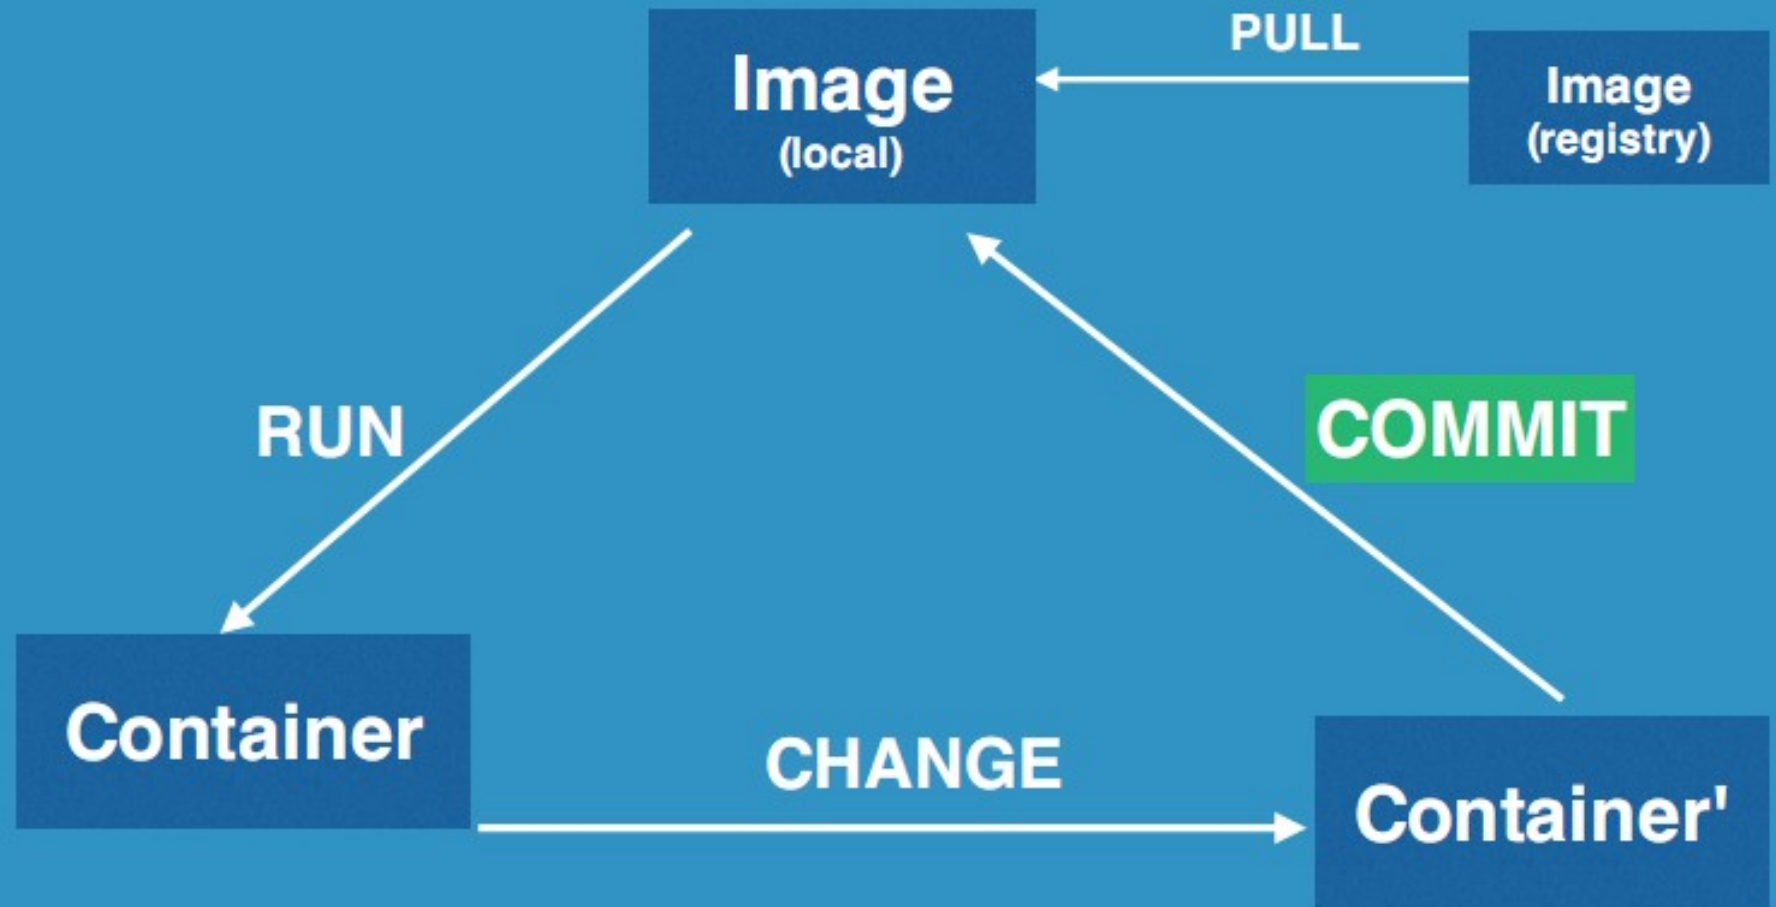 PULL
Image
(local)
Image
(registry)
RUN
COMMIT
Container
CHANGE
Container'